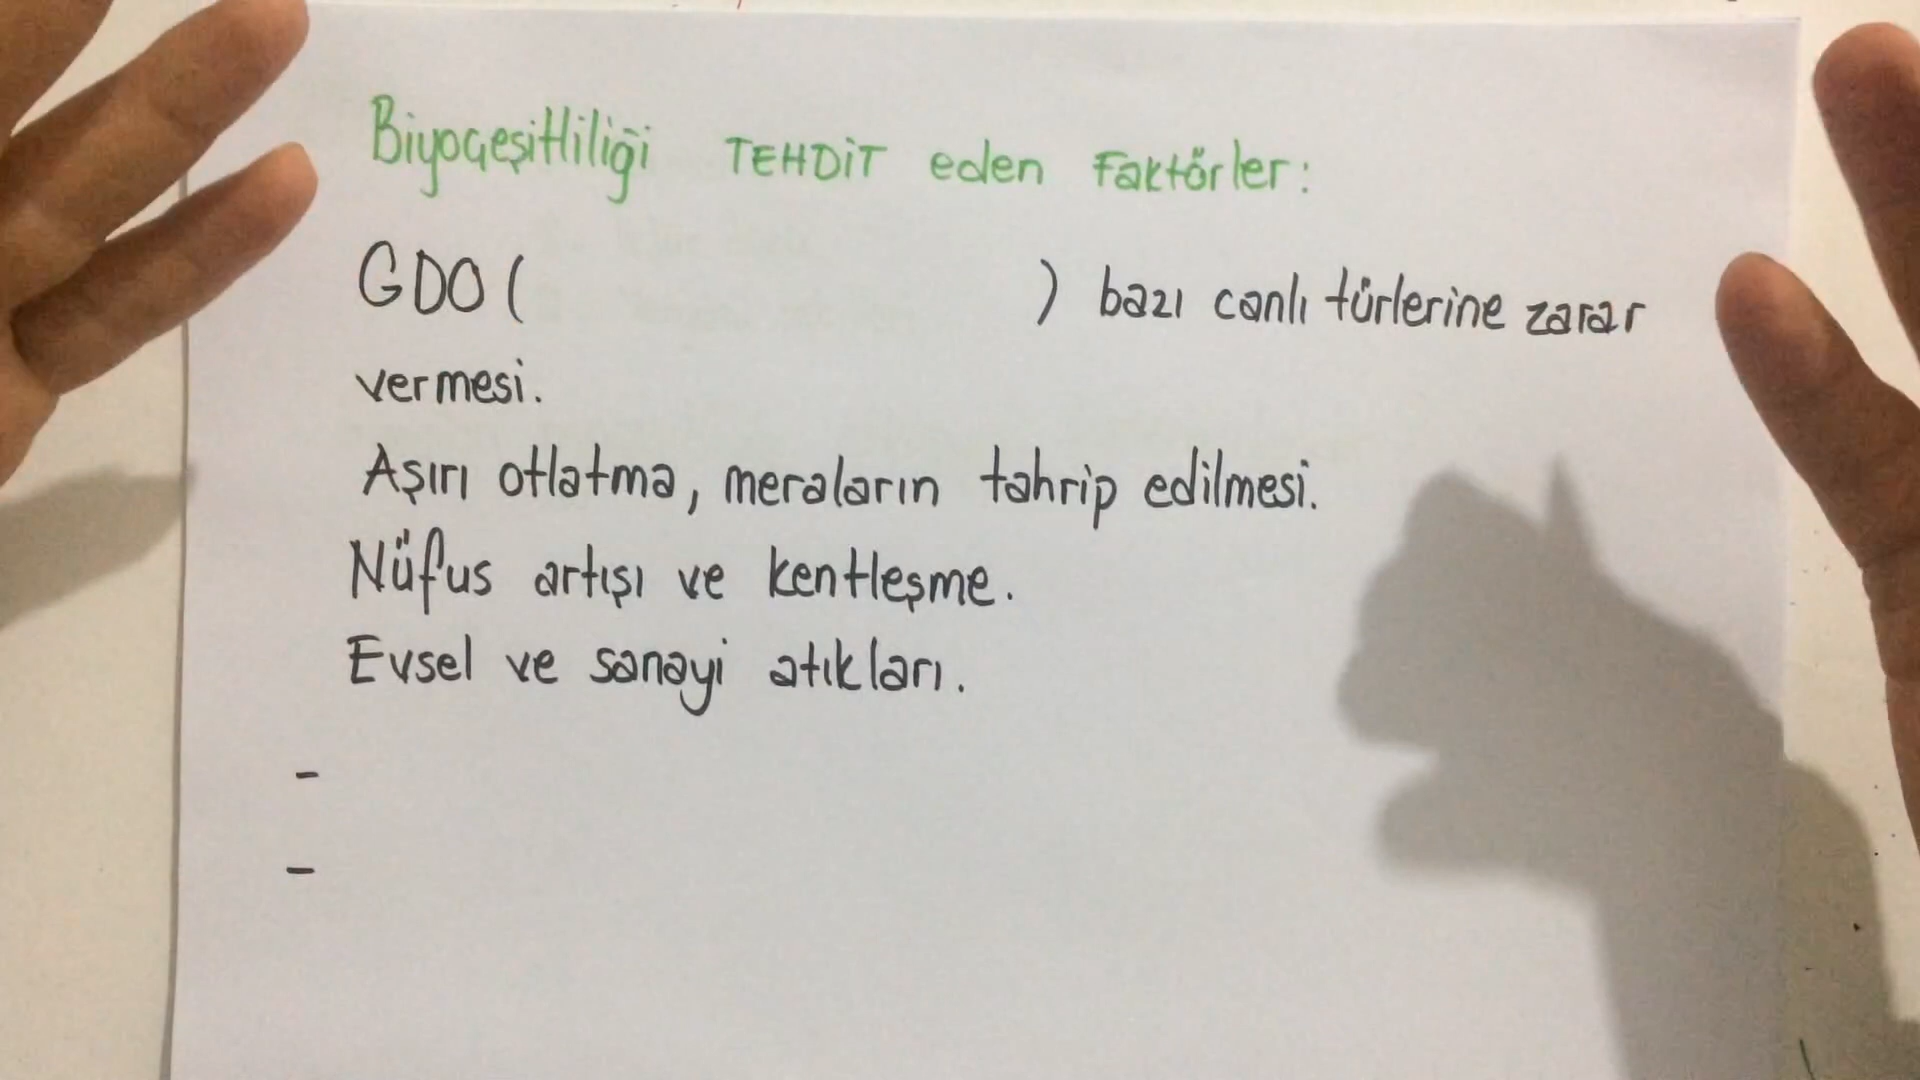 Biyoçeşitliliği TEHDİT eden Faktörler:
GDO (                    ) bazı canlı türlerine zarar
vermesi.
Aşırı otlatma, meraların tahrip edilmesi.
Nüfus artışı ve kentleşme.
Evsel ve sanayi atıkları.
-
-